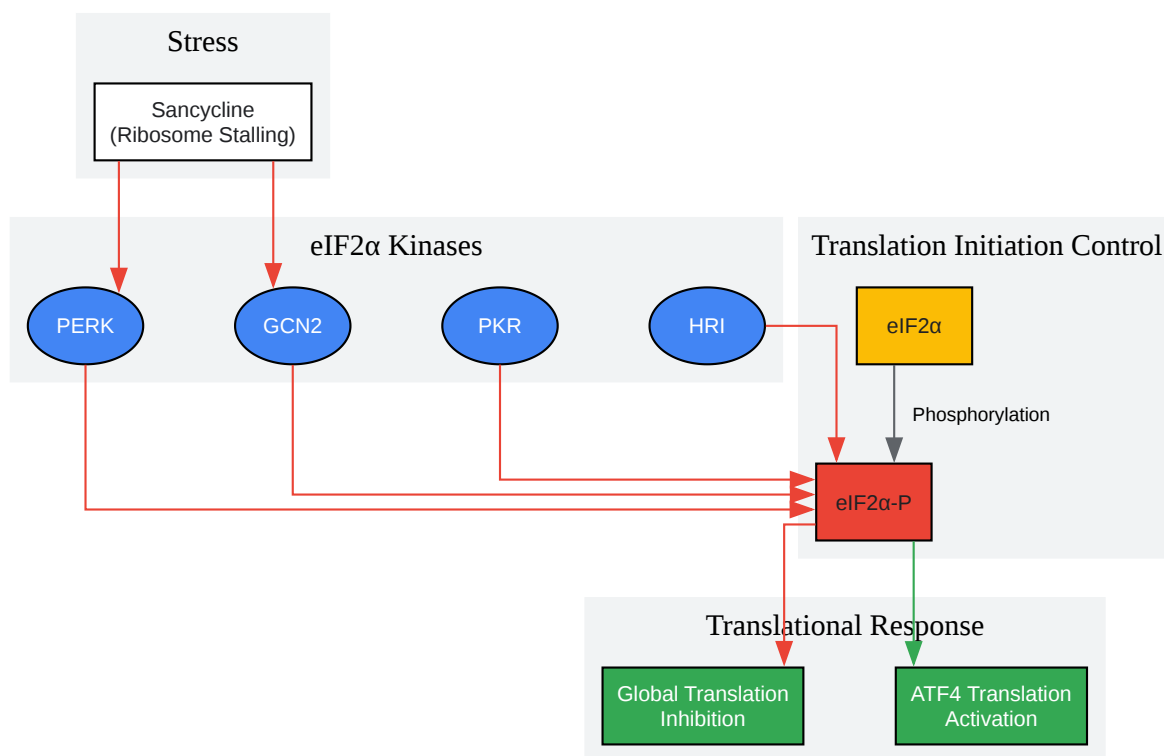 Stress
Sancycline
(Ribosome Stalling)
eIF2α Kinases
Translation Initiation Control
PERK
GCN2
PKR
HRI
eIF2α
Phosphorylation
eIF2α-P
Translational Response
Global Translation
Inhibition
ATF4 Translation
Activation